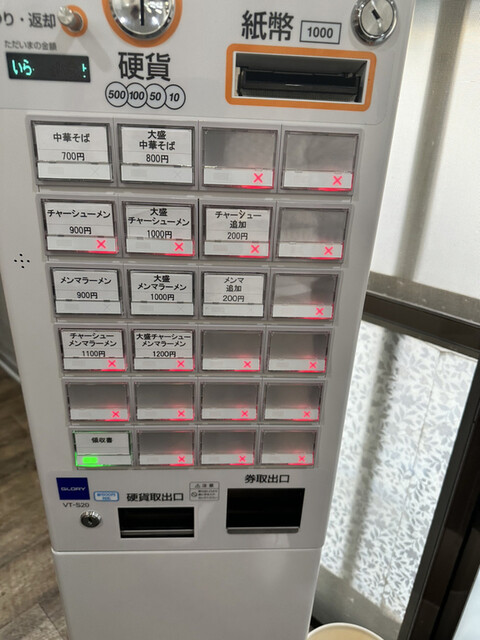 り・返却
紙幣
1000
ただいまの金額
いら
硬貨
500 100 50 10
中華そば
700円
大盛
中華そば
800円
チャーシューメン
900円
大盛
チャーシューメン
1000円
チャーシュー
追加
200円
メンマラーメン
900円
大盛
メンマラーメン
1000円
メンマ
追加
200円
チャーシュー
メンマラーメン
1100円
大盛チャーシュー
メンマラーメン
1200円
領収書
GLORY
VT-S20
硬貨取出口
注意
券取出口